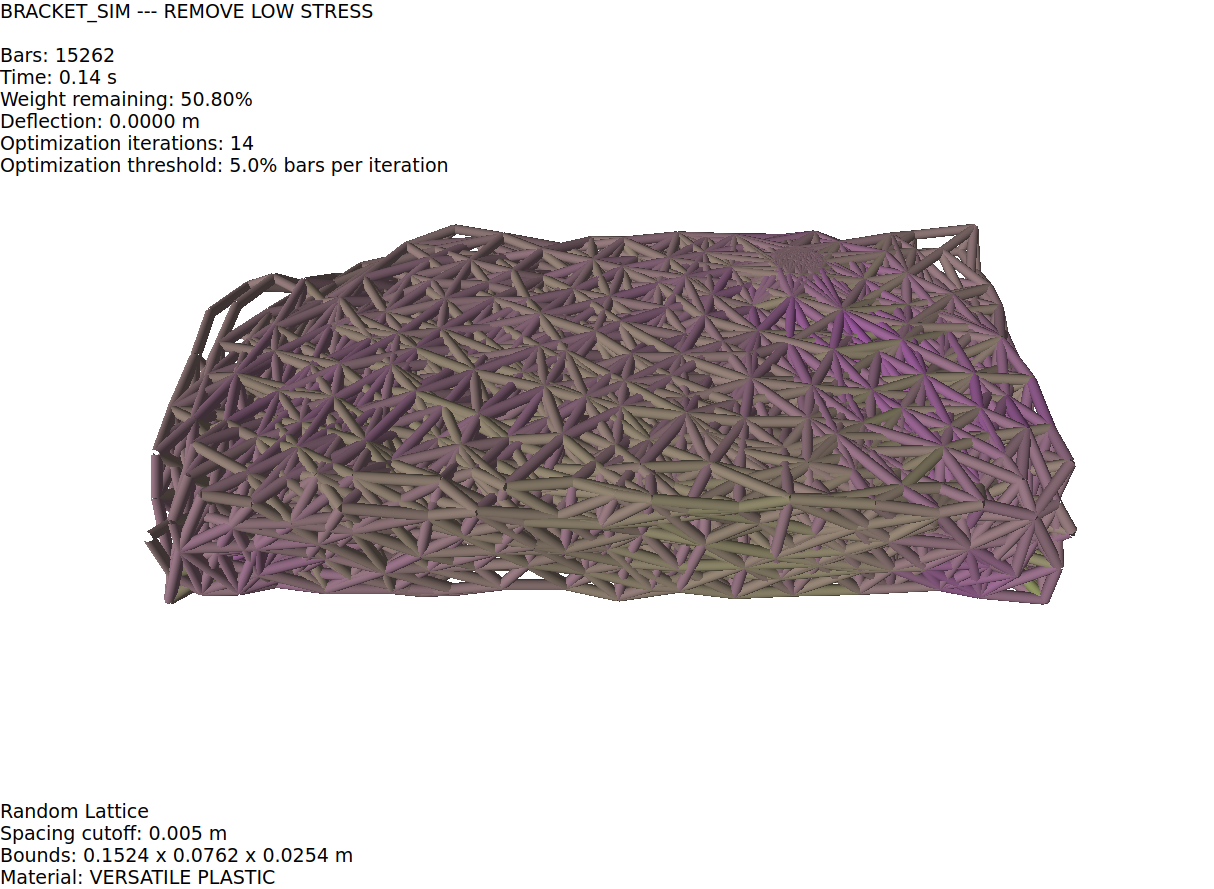 BRACKET_SIM --- REMOVE LOW STRESS
Bars: 15262
Time: 0.14 s
Weight remaining: 50.80%
Deflection: 0.0000 m
Optimization iterations: 14
Optimization threshold: 5.0% bars per iteration
Random Lattice
Spacing cutoff: 0.005 m
Bounds: 0.1524 x 0.0762 x 0.0254 m
Material: VERSATILE PLASTIC